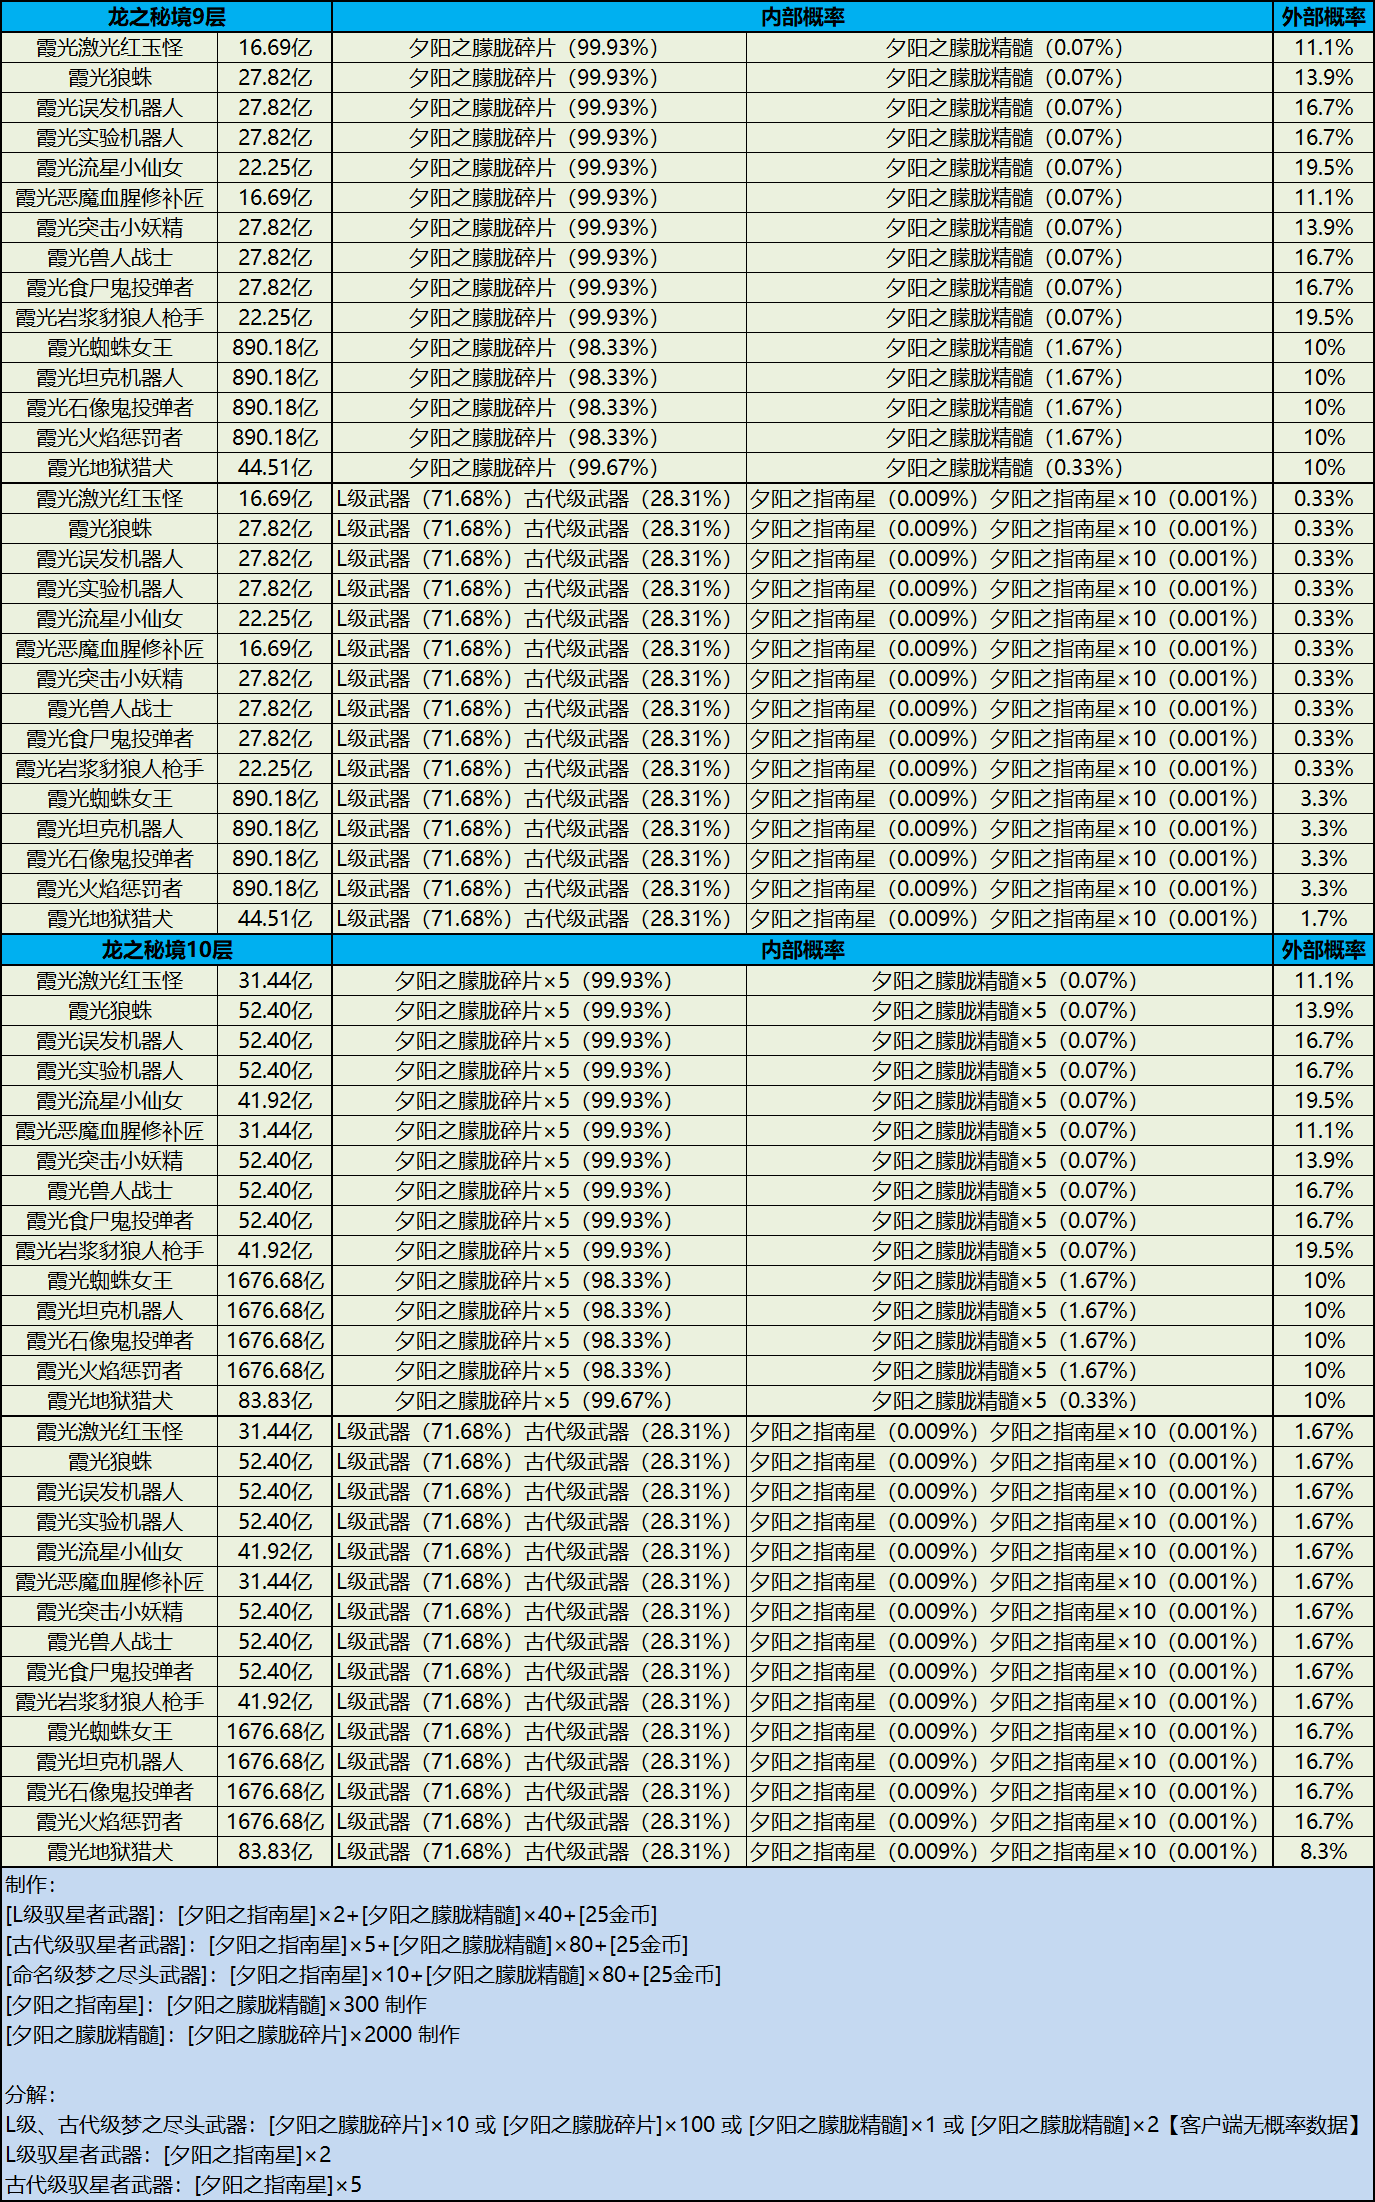 龙之秘境9层 内部概率 外部概率
霞光激光红玉怪 16.69亿 夕阳之朦胧碎片（99.93%） 夕阳之朦胧精髓（0.07%） 11.1%
霞光狼蛛 27.82亿 夕阳之朦胧碎片（99.93%） 夕阳之朦胧精髓（0.07%） 13.9%
霞光误发机器人 27.82亿 夕阳之朦胧碎片（99.93%） 夕阳之朦胧精髓（0.07%） 16.7%
霞光实验机器人 27.82亿 夕阳之朦胧碎片（99.93%） 夕阳之朦胧精髓（0.07%） 16.7%
霞光流星小仙女 22.25亿 夕阳之朦胧碎片（99.93%） 夕阳之朦胧精髓（0.07%） 19.5%
霞光恶魔血腥修补匠 16.69亿 夕阳之朦胧碎片（99.93%） 夕阳之朦胧精髓（0.07%） 11.1%
霞光突击小妖精 27.82亿 夕阳之朦胧碎片（99.93%） 夕阳之朦胧精髓（0.07%） 13.9%
霞光兽人战士 27.82亿 夕阳之朦胧碎片（99.93%） 夕阳之朦胧精髓（0.07%） 16.7%
霞光食尸鬼投弹者 27.82亿 夕阳之朦胧碎片（99.93%） 夕阳之朦胧精髓（0.07%） 16.7%
霞光岩浆豺狼人枪手 22.25亿 夕阳之朦胧碎片（99.93%） 夕阳之朦胧精髓（0.07%） 19.5%
霞光蜘蛛女王 890.18亿 夕阳之朦胧碎片（98.33%） 夕阳之朦胧精髓（1.67%） 10%
霞光坦克机器人 890.18亿 夕阳之朦胧碎片（98.33%） 夕阳之朦胧精髓（1.67%） 10%
霞光石像鬼投弹者 890.18亿 夕阳之朦胧碎片（98.33%） 夕阳之朦胧精髓（1.67%） 10%
霞光火焰惩罚者 890.18亿 夕阳之朦胧碎片（98.33%） 夕阳之朦胧精髓（1.67%） 10%
霞光地狱猎犬 44.51亿 夕阳之朦胧碎片（99.67%） 夕阳之朦胧精髓（0.33%） 10%
霞光激光红玉怪 16.69亿 L级武器（71.68%）古代级武器（28.31%） 夕阳之指南星（0.009%）夕阳之指南星×10（0.001%） 0.33%
霞光狼蛛 27.82亿 L级武器（71.68%）古代级武器（28.31%） 夕阳之指南星（0.009%）夕阳之指南星×10（0.001%） 0.33%
霞光误发机器人 27.82亿 L级武器（71.68%）古代级武器（28.31%） 夕阳之指南星（0.009%）夕阳之指南星×10（0.001%） 0.33%
霞光实验机器人 27.82亿 L级武器（71.68%）古代级武器（28.31%） 夕阳之指南星（0.009%）夕阳之指南星×10（0.001%） 0.33%
霞光流星小仙女 22.25亿 L级武器（71.68%）古代级武器（28.31%） 夕阳之指南星（0.009%）夕阳之指南星×10（0.001%） 0.33%
霞光恶魔血腥修补匠 16.69亿 L级武器（71.68%）古代级武器（28.31%） 夕阳之指南星（0.009%）夕阳之指南星×10（0.001%） 0.33%
霞光突击小妖精 27.82亿 L级武器（71.68%）古代级武器（28.31%） 夕阳之指南星（0.009%）夕阳之指南星×10（0.001%） 0.33%
霞光兽人战士 27.82亿 L级武器（71.68%）古代级武器（28.31%） 夕阳之指南星（0.009%）夕阳之指南星×10（0.001%） 0.33%
霞光食尸鬼投弹者 27.82亿 L级武器（71.68%）古代级武器（28.31%） 夕阳之指南星（0.009%）夕阳之指南星×10（0.001%） 0.33%
霞光岩浆豺狼人枪手 22.25亿 L级武器（71.68%）古代级武器（28.31%） 夕阳之指南星（0.009%）夕阳之指南星×10（0.001%） 0.33%
霞光蜘蛛女王 890.18亿 L级武器（71.68%）古代级武器（28.31%） 夕阳之指南星（0.009%）夕阳之指南星×10（0.001%） 3.3%
霞光坦克机器人 890.18亿 L级武器（71.68%）古代级武器（28.31%） 夕阳之指南星（0.009%）夕阳之指南星×10（0.001%） 3.3%
霞光石像鬼投弹者 890.18亿 L级武器（71.68%）古代级武器（28.31%） 夕阳之指南星（0.009%）夕阳之指南星×10（0.001%） 3.3%
霞光火焰惩罚者 890.18亿 L级武器（71.68%）古代级武器（28.31%） 夕阳之指南星（0.009%）夕阳之指南星×10（0.001%） 3.3%
霞光地狱猎犬 44.51亿 L级武器（71.68%）古代级武器（28.31%） 夕阳之指南星（0.009%）夕阳之指南星×10（0.001%） 1.7%
龙之秘境10层 内部概率 外部概率
霞光激光红玉怪 31.44亿 夕阳之朦胧碎片×5（99.93%） 夕阳之朦胧精髓×5（0.07%） 11.1%
霞光狼蛛 52.40亿 夕阳之朦胧碎片×5（99.93%） 夕阳之朦胧精髓×5（0.07%） 13.9%
霞光误发机器人 52.40亿 夕阳之朦胧碎片×5（99.93%） 夕阳之朦胧精髓×5（0.07%） 16.7%
霞光实验机器人 52.40亿 夕阳之朦胧碎片×5（99.93%） 夕阳之朦胧精髓×5（0.07%） 16.7%
霞光流星小仙女 41.92亿 夕阳之朦胧碎片×5（99.93%） 夕阳之朦胧精髓×5（0.07%） 19.5%
霞光恶魔血腥修补匠 31.44亿 夕阳之朦胧碎片×5（99.93%） 夕阳之朦胧精髓×5（0.07%） 11.1%
霞光突击小妖精 52.40亿 夕阳之朦胧碎片×5（99.93%） 夕阳之朦胧精髓×5（0.07%） 13.9%
霞光兽人战士 52.40亿 夕阳之朦胧碎片×5（99.93%） 夕阳之朦胧精髓×5（0.07%） 16.7%
霞光食尸鬼投弹者 52.40亿 夕阳之朦胧碎片×5（99.93%） 夕阳之朦胧精髓×5（0.07%） 16.7%
霞光岩浆豺狼人枪手 41.92亿 夕阳之朦胧碎片×5（99.93%） 夕阳之朦胧精髓×5（0.07%） 19.5%
霞光蜘蛛女王 1676.68亿 夕阳之朦胧碎片×5（98.33%） 夕阳之朦胧精髓×5（1.67%） 10%
霞光坦克机器人 1676.68亿 夕阳之朦胧碎片×5（98.33%） 夕阳之朦胧精髓×5（1.67%） 10%
霞光石像鬼投弹者 1676.68亿 夕阳之朦胧碎片×5（98.33%） 夕阳之朦胧精髓×5（1.67%） 10%
霞光火焰惩罚者 1676.68亿 夕阳之朦胧碎片×5（98.33%） 夕阳之朦胧精髓×5（1.67%） 10%
霞光地狱猎犬 83.83亿 夕阳之朦胧碎片×5（99.67%） 夕阳之朦胧精髓×5（0.33%） 10%
霞光激光红玉怪 31.44亿 L级武器（71.68%）古代级武器（28.31%） 夕阳之指南星（0.009%）夕阳之指南星×10（0.001%） 1.67%
霞光狼蛛 52.40亿 L级武器（71.68%）古代级武器（28.31%） 夕阳之指南星（0.009%）夕阳之指南星×10（0.001%） 1.67%
霞光误发机器人 52.40亿 L级武器（71.68%）古代级武器（28.31%） 夕阳之指南星（0.009%）夕阳之指南星×10（0.001%） 1.67%
霞光实验机器人 52.40亿 L级武器（71.68%）古代级武器（28.31%） 夕阳之指南星（0.009%）夕阳之指南星×10（0.001%） 1.67%
霞光流星小仙女 41.92亿 L级武器（71.68%）古代级武器（28.31%） 夕阳之指南星（0.009%）夕阳之指南星×10（0.001%） 1.67%
霞光恶魔血腥修补匠 31.44亿 L级武器（71.68%）古代级武器（28.31%） 夕阳之指南星（0.009%）夕阳之指南星×10（0.001%） 1.67%
霞光突击小妖精 52.40亿 L级武器（71.68%）古代级武器（28.31%） 夕阳之指南星（0.009%）夕阳之指南星×10（0.001%） 1.67%
霞光兽人战士 52.40亿 L级武器（71.68%）古代级武器（28.31%） 夕阳之指南星（0.009%）夕阳之指南星×10（0.001%） 1.67%
霞光食尸鬼投弹者 52.40亿 L级武器（71.68%）古代级武器（28.31%） 夕阳之指南星（0.009%）夕阳之指南星×10（0.001%） 1.67%
霞光岩浆豺狼人枪手 41.92亿 L级武器（71.68%）古代级武器（28.31%） 夕阳之指南星（0.009%）夕阳之指南星×10（0.001%） 1.67%
霞光蜘蛛女王 1676.68亿 L级武器（71.68%）古代级武器（28.31%） 夕阳之指南星（0.009%）夕阳之指南星×10（0.001%） 16.7%
霞光坦克机器人 1676.68亿 L级武器（71.68%）古代级武器（28.31%） 夕阳之指南星（0.009%）夕阳之指南星×10（0.001%） 16.7%
霞光石像鬼投弹者 1676.68亿 L级武器（71.68%）古代级武器（28.31%） 夕阳之指南星（0.009%）夕阳之指南星×10（0.001%） 16.7%
霞光火焰惩罚者 1676.68亿 L级武器（71.68%）古代级武器（28.31%） 夕阳之指南星（0.009%）夕阳之指南星×10（0.001%） 16.7%
霞光地狱猎犬 83.83亿 L级武器（71.68%）古代级武器（28.31%） 夕阳之指南星（0.009%）夕阳之指南星×10（0.001%） 8.3%
制作：
[L级驭星者武器]：[夕阳之指南星]×2+[夕阳之朦胧精髓]×40+[25金币]
[古代级驭星者武器]：[夕阳之指南星]×5+[夕阳之朦胧精髓]×80+[25金币]
[命名级梦之尽头武器]：[夕阳之指南星]×10+[夕阳之朦胧精髓]×80+[25金币]
[夕阳之指南星]：[夕阳之朦胧精髓]×300 制作
[夕阳之朦胧精髓]：[夕阳之朦胧碎片]×2000 制作
分解：
L级、古代级梦之尽头武器：[夕阳之朦胧碎片]×10 或 [夕阳之朦胧碎片]×100 或 [夕阳之朦胧精髓]×1 或 [夕阳之朦胧精髓]×2【客户端无概率数据】
L级驭星者武器：[夕阳之指南星]×2
古代级驭星者武器：[夕阳之指南星]×5